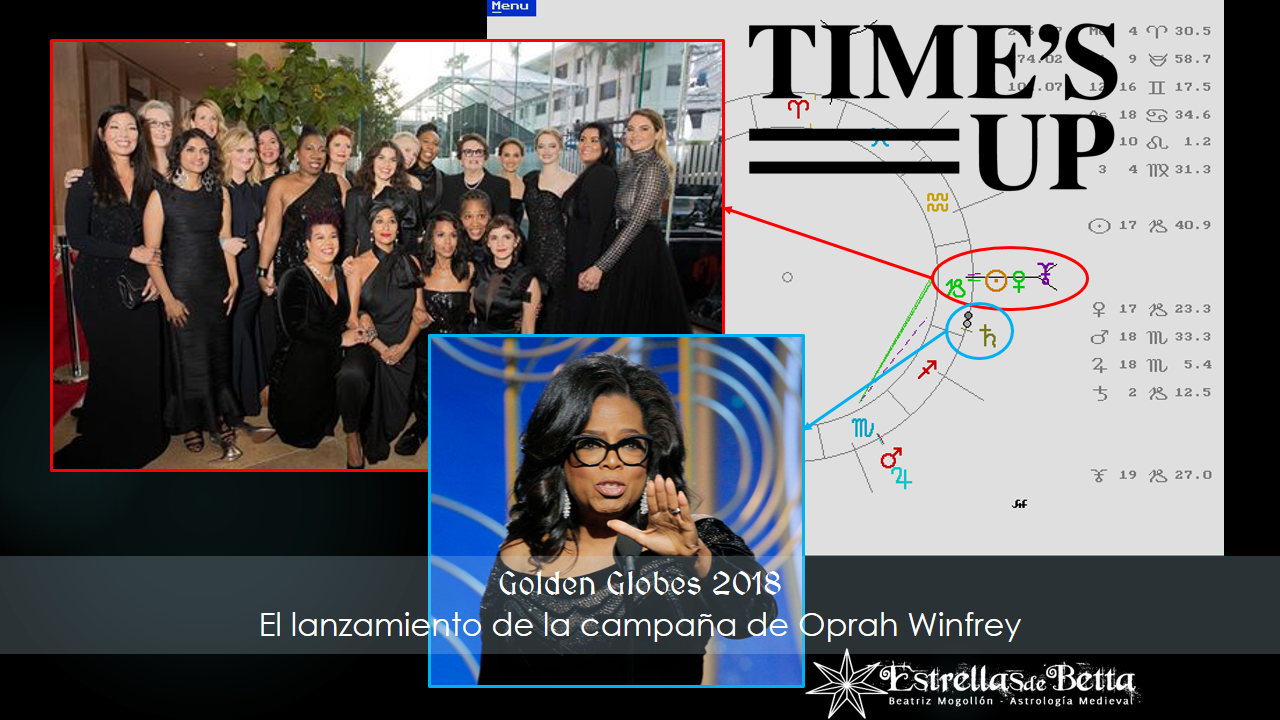 Menu
TIME'S
UP
4 ♈ 30.5
9 ♉ 58.7
16 ♊ 17.5
18 ♋ 34.6
10 ♌ 1.2
3 4 ♍ 31.3
☉ 17 ♑ 40.9
♀ 17 ♑ 23.3
♂ 18 ♏ 33.3
♃ 18 ♏ 5.4
♄ 2 ♑ 12.5
19 ♑ 27.0
Golden Globes 2018
El lanzamiento de la campaña de Oprah Winfrey
Estrellas de Betta
Beatriz Mogollón - Astrología Medieval